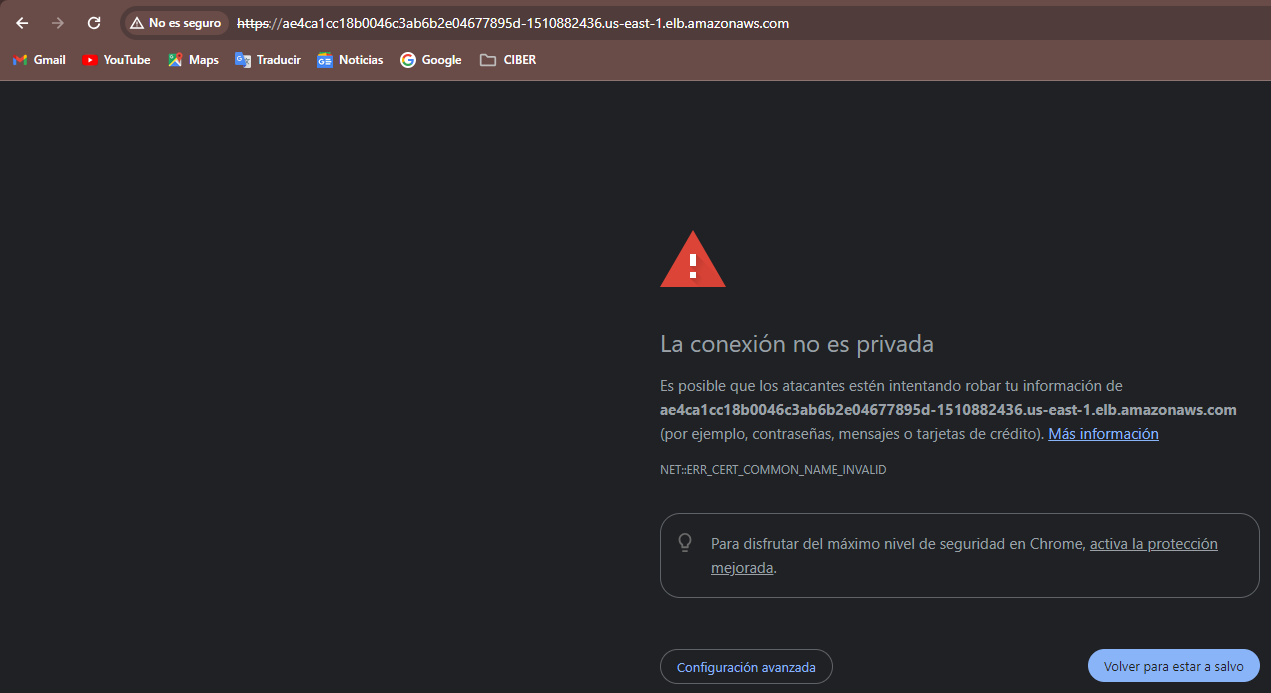 No es seguro https://ae4ca1cc18b0046c3ab6b2e04677895d-1510882436.us-east-1.elb.amazonaws.com
Gmail YouTube Maps Traducir Noticias Google CIBER
La conexión no es privada
Es posible que los atacantes estén intentando robar tu información de
ae4ca1cc18b0046c3ab6b2e04677895d-1510882436.us-east-1.elb.amazonaws.com
(por ejemplo, contraseñas, mensajes o tarjetas de crédito). Más información
NET::ERR_CERT_COMMON_NAME_INVALID
Para disfrutar del máximo nivel de seguridad en Chrome, activa la protección
mejorada.
Configuración avanzada Volver para estar a salvo